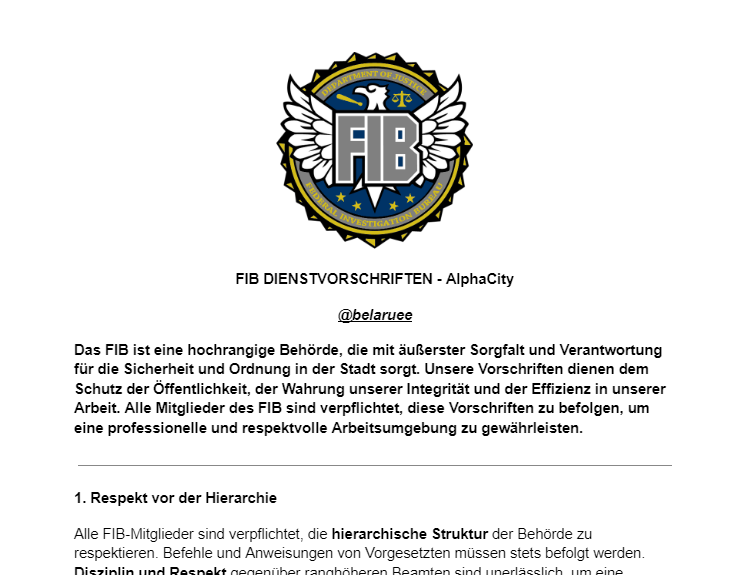 DEPARTMENT OF JUSTICE
FIB
FEDERAL INVESTIGATION BUREAU
FIB DIENSTVORSCHRIFTEN - AlphaCity
@belaruee
Das FIB ist eine hochrangige Behörde, die mit äußerster Sorgfalt und Verantwortung
für die Sicherheit und Ordnung in der Stadt sorgt. Unsere Vorschriften dienen dem
Schutz der Öffentlichkeit, der Wahrung unserer Integrität und der Effizienz in unserer
Arbeit. Alle Mitglieder des FIB sind verpflichtet, diese Vorschriften zu befolgen, um
eine professionelle und respektvolle Arbeitsumgebung zu gewährleisten.
1. Respekt vor der Hierarchie
Alle FIB-Mitglieder sind verpflichtet, die hierarchische Struktur der Behörde zu
respektieren. Befehle und Anweisungen von Vorgesetzten müssen stets befolgt werden.
Disziplin und Respekt gegenüber ranghöheren Beamten sind unerlässlich, um eine